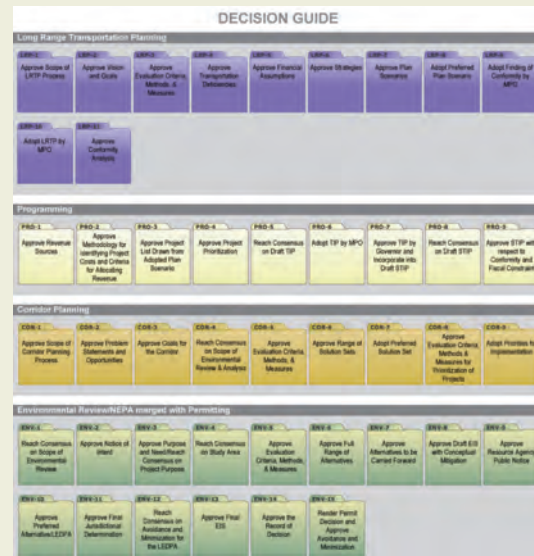 DECISION GUIDE
Long Range Transportation Planning
LRP-1
Approve Scope of
LRTP Process
LRP-2
Approve Vision
and Goals
LRP-3
Approve
Evaluation Criteria,
Methods, &
Measures
LRP-4
Approve
Transportation
Deficiencies
LRP-5
Approve Financial
Assumptions
LRP-6
Approve Strategies
LRP-7
Approve Plan
Scenarios
LRP-8
Adopt Preferred
Plan Scenario
LRP-9
Adopt Finding of
Conformity by
MPO
LRP-10
Adopt LRTP by
MPO
LRP-11
Approve
Conformity
Analysis
Programming
PRO-1
Approve Revenue
Sources
PRO-2
Approve
Methodology for
Identifying Project
Costs and Criteria
for Allocating
Revenue
PRO-3
Approve Project
List Drawn from
Adopted Plan
Scenario
PRO-4
Approve Project
Prioritization
PRO-5
Reach Consensus
on Draft TIP
PRO-6
Adopt TIP by MPO
PRO-7
Approve TIP by
Governor and
Incorporate into
Draft STIP
PRO-8
Reach Consensus
on Draft STIP
PRO-9
Approve STIP with
respect to
Conformity and
Fiscal Constraint
Corridor Planning
COR-1
Approve Scope of
Corridor Planning
Process
COR-2
Approve Problem
Statements and
Opportunities
COR-3
Approve Goals for
the Corridor
COR-4
Reach Consensus
on Scope of
Environmental
Review & Analysis
COR-5
Approve
Evaluation Criteria,
Methods, &
Measures
COR-6
Approve Range of
Solution Sets
COR-7
Adopt Preferred
Solution Set
COR-8
Approve
Evaluation Criteria,
Methods &
Measures for
Prioritization of
Projects
COR-9
Adopt Priorities for
Implementation
Environmental Review/NEPA merged with Permitting
ENV-1
Reach Consensus
on Scope of
Environmental
Review
ENV-2
Approve Notice of
Intent
ENV-3
Approve Purpose
and Need/Reach
Consensus on
Project Purpose
ENV-4
Reach Consensus
on Study Area
ENV-5
Approve
Evaluation
Criteria, Methods,
& Measures
ENV-6
Approve Full
Range of
Alternatives
ENV-7
Approve
Alternatives to be
Carried Forward
ENV-8
Approve Draft EIS
with Conceptual
Mitigation
ENV-9
Approve
Resource Agency
Public Notice
ENV-10
Approve
Preferred
Alternative/LEDPA
ENV-11
Approve Final
Jurisdictional
Determination
ENV-12
Reach
Consensus on
Avoidance and
Minimization for
the LEDPA
ENV-13
Approve Final
EIS
ENV-14
Approve the
Record of
Decision
ENV-15
Render Permit
Decision and
Approve
Avoidance and
Minimization